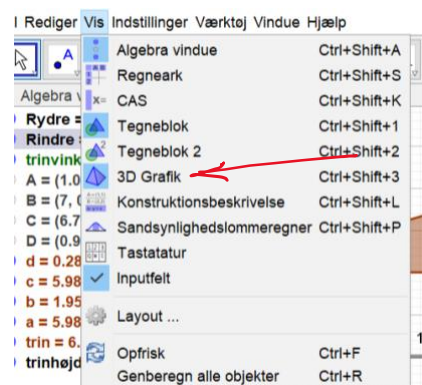 l Rediger Vis Indstillinger Værktøj Vindue Hjælp
A
Algebra vindue Ctrl+Shift+A
Regneark Ctrl+Shift+S
CAS Ctrl+Shift+K
Tegneblok Ctrl+Shift+1
Tegneblok 2 Ctrl+Shift+2
3D Grafik Ctrl+Shift+3
Konstruktionsbeskrivelse Ctrl+Shift+L
Sandsynlighedslommeregner Ctrl+Shift+P
Tastatatur
Inputfelt
Layout ...
Opfrisk Ctrl+F
Genberegn alle objekter Ctrl+R
Algebra v
Rydre =
Rindre
trinvink
A = (1.0
B = (7, 0
C = (6.7
D = (0.9
d = 0.28
c = 5.98
b = 1.95
a = 5.98
trin = 6.
trinhøjd
1